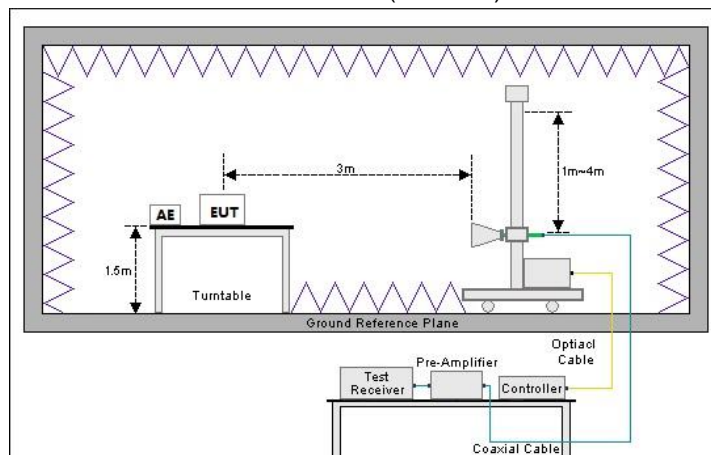 3m
1m~4m
AE
EUT
1.5m
Turntable
Ground Reference Plane
Optiacl
Cable
Pre-Amplifier
Test
Receiver
Controller
Coaxial Cable